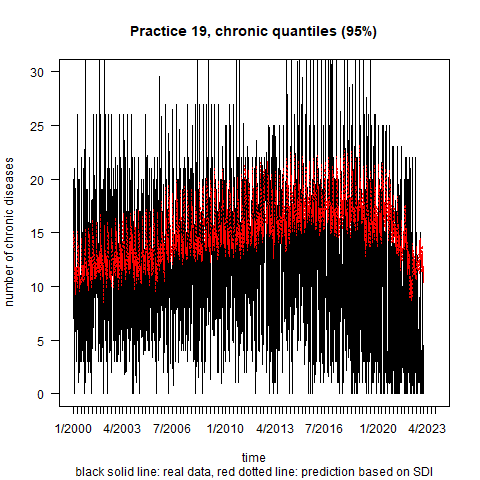 Practice 19, chronic quantiles (95%)
number of chronic diseases
30
25
20
15
10
5
0
1/2000 4/2003 7/2006 1/2010 4/2013 7/2016 1/2020 4/2023
time
black solid line: real data, red dotted line: prediction based on SDI